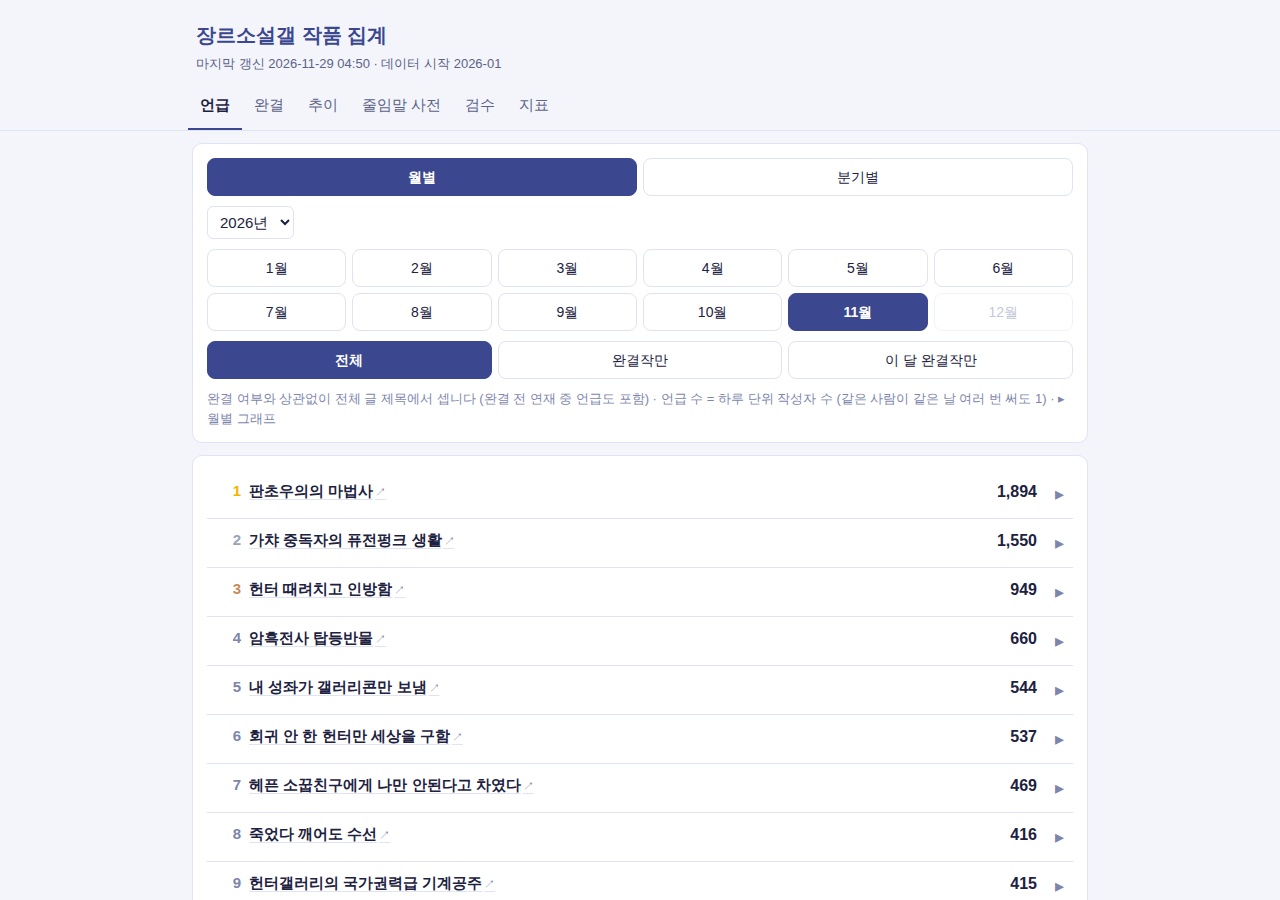 장르소설갤 작품 집계
마지막 갱신 2026-11-29 04:50 · 데이터 시작 2026-01
언급 완결 추이 줄임말 사전 검수 지표
월별 분기별
2026년
1월 2월 3월 4월 5월 6월
7월 8월 9월 10월 11월 12월
전체 완결작만 이 달 완결작만
완결 여부와 상관없이 전체 글 제목에서 셉니다 (완결 전 연재 중 언급도 포함) · 언급 수 = 하루 단위 작성자 수 (같은 사람이 같은 날 여러 번 써도 1) · ▸
월별 그래프
1 판초우의의 마법사↗ 1,894 ▶
2 가챠 중독자의 퓨전펑크 생활↗ 1,550 ▶
3 헌터 때려치고 인방함↗ 949 ▶
4 암흑전사 탑등반물↗ 660 ▶
5 내 성좌가 갤러리콘만 보냄↗ 544 ▶
6 회귀 안 한 헌터만 세상을 구함↗ 537 ▶
7 헤픈 소꿉친구에게 나만 안된다고 차였다↗ 469 ▶
8 죽었다 깨어도 수선↗ 416 ▶
9 헌터갤러리의 국가권력급 기계공주↗ 415 ▶